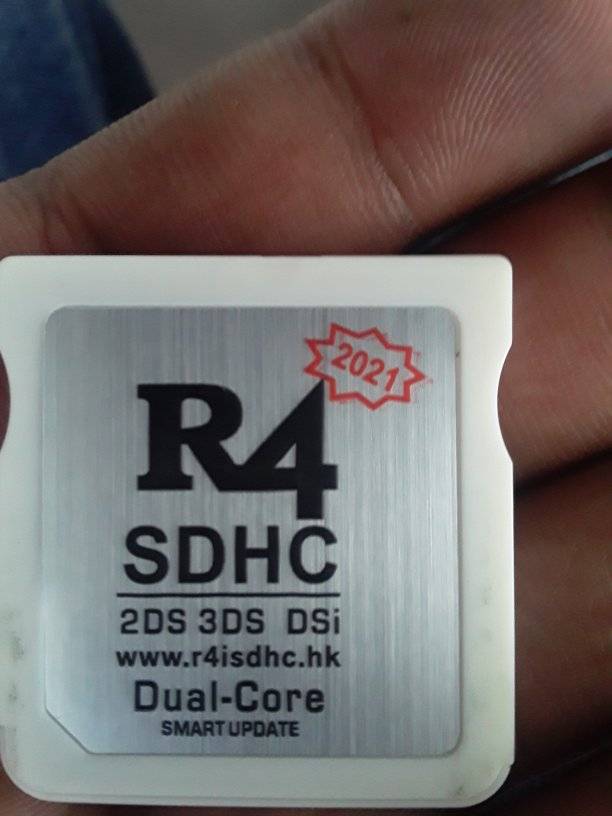 2021
R4
SDHC
2DS 3DS DSi
www.r4isdhc.hk
Dual-Core
SMART UPDATE